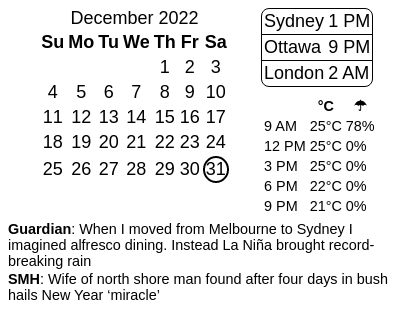 December 2022
Su Mo Tu We Th Fr Sa
1 2 3
4 5 6 7 8 9 10
11 12 13 14 15 16 17
18 19 20 21 22 23 24
25 26 27 28 29 30 31
Sydney 1 PM
Ottawa 9 PM
London 2 AM
°C ☂
9 AM 25°C 78%
12 PM 25°C 0%
3 PM 25°C 0%
6 PM 22°C 0%
9 PM 21°C 0%
Guardian: When I moved from Melbourne to Sydney I
imagined alfresco dining. Instead La Niña brought record-
breaking rain
SMH: Wife of north shore man found after four days in bush
hails New Year ‘miracle’